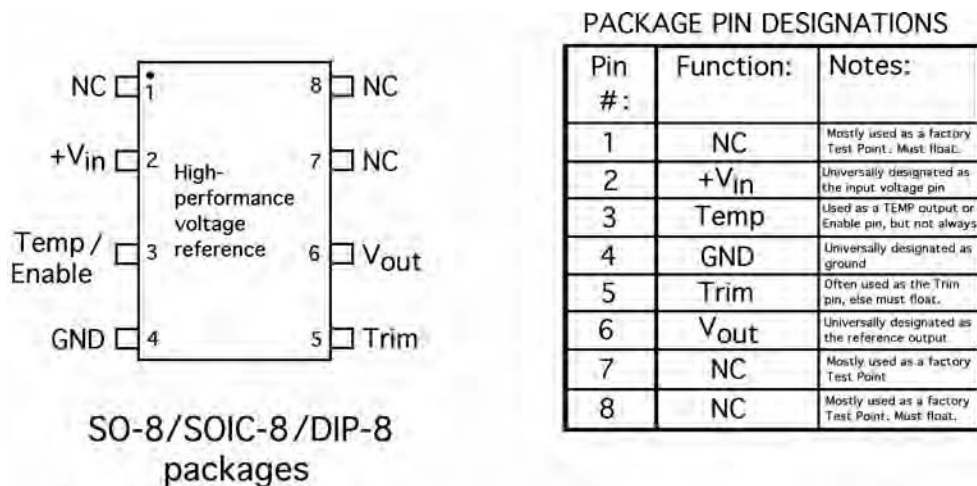 PACKAGE PIN DESIGNATIONS
NC
1
8
NC
+Vin
2
7
NC
High-
performance
voltage
reference
Temp /
Enable
3
6
Vout
GND
4
5
Trim
SO-8/SOIC-8/DIP-8
packages
Pin
#:
Function:
Notes:
1
NC
Mostly used as a factory
Test Point. Must float.
2
+Vin
Universally designated as
the input voltage pin
3
Temp
Used as a TEMP output or
Enable pin, but not always
4
GND
Universally designated as
ground
5
Trim
Often used as the Trim
pin, else must float.
6
Vout
Universally designated as
the reference output
7
NC
Mostly used as a factory
Test Point
8
NC
Mostly used as a factory
Test Point. Must float.